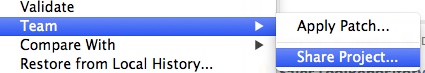 Validate
Team
Apply Patch...
Compare With
Share Project...
Restore from Local History...